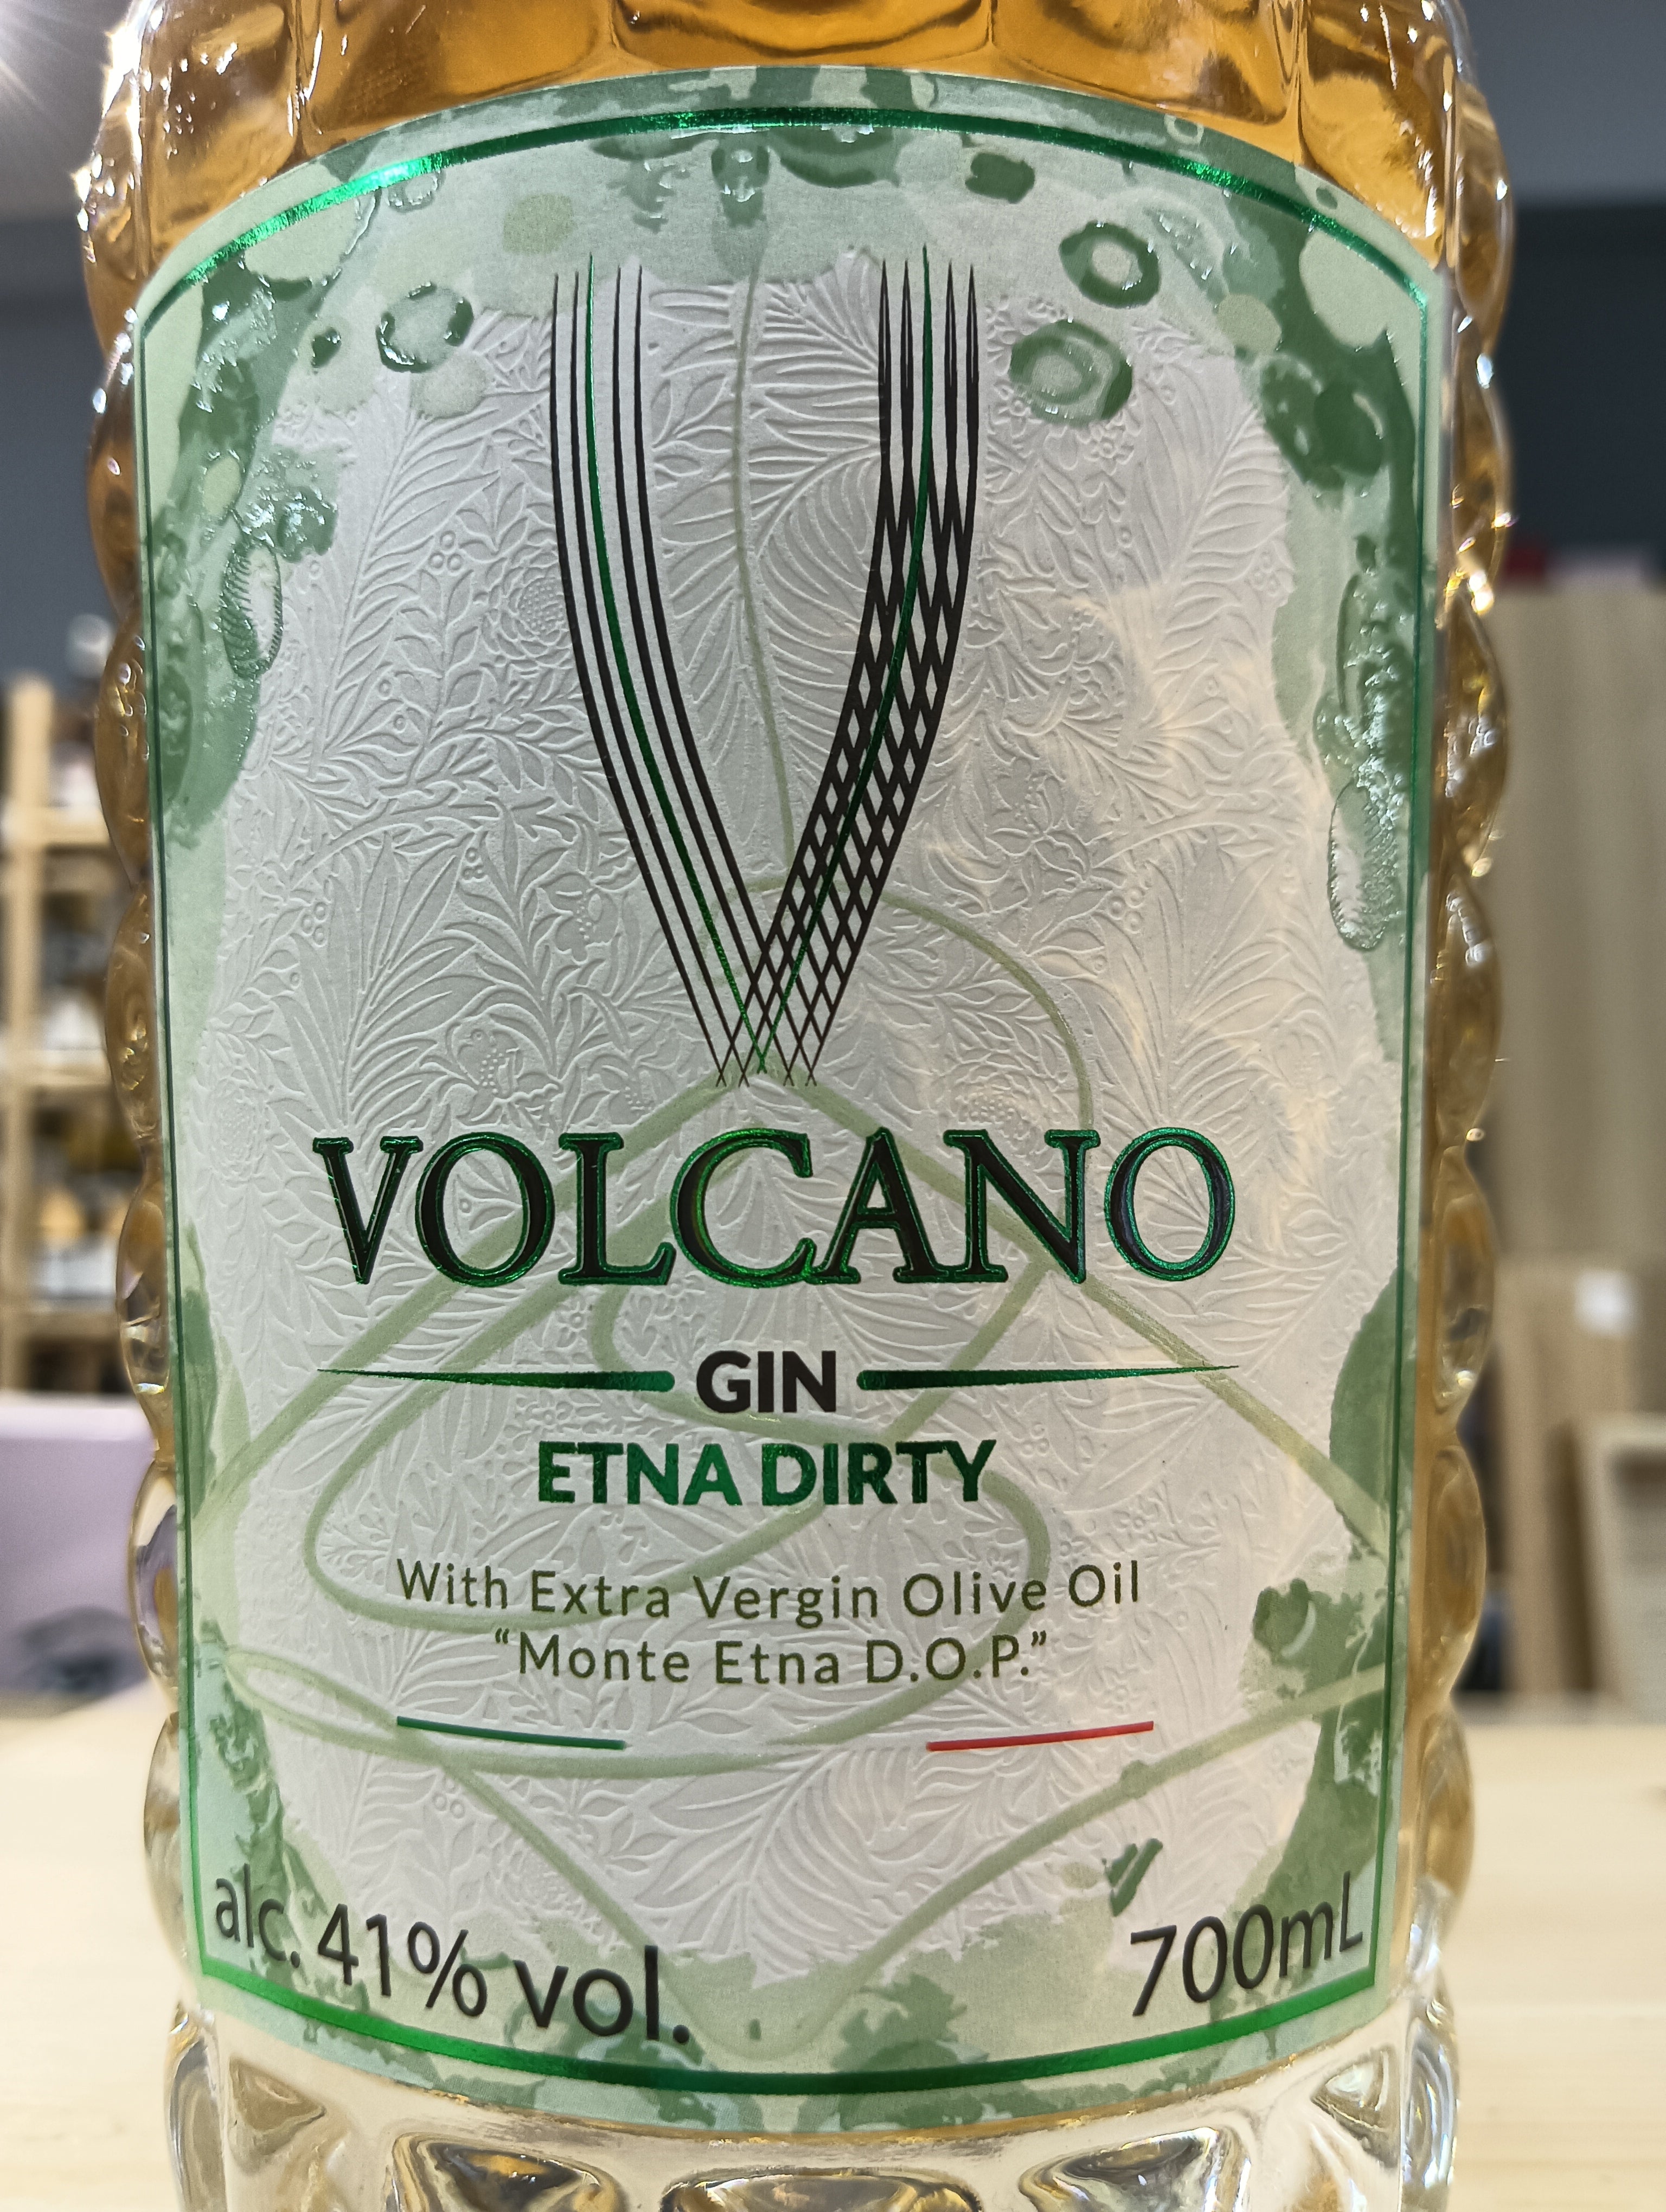 VOLCANO
GIN
ETNA DIRTY
With Extra Vergin Olive Oil
“Monte Etna D.O.P.”
alc. 41% vol.
700mL